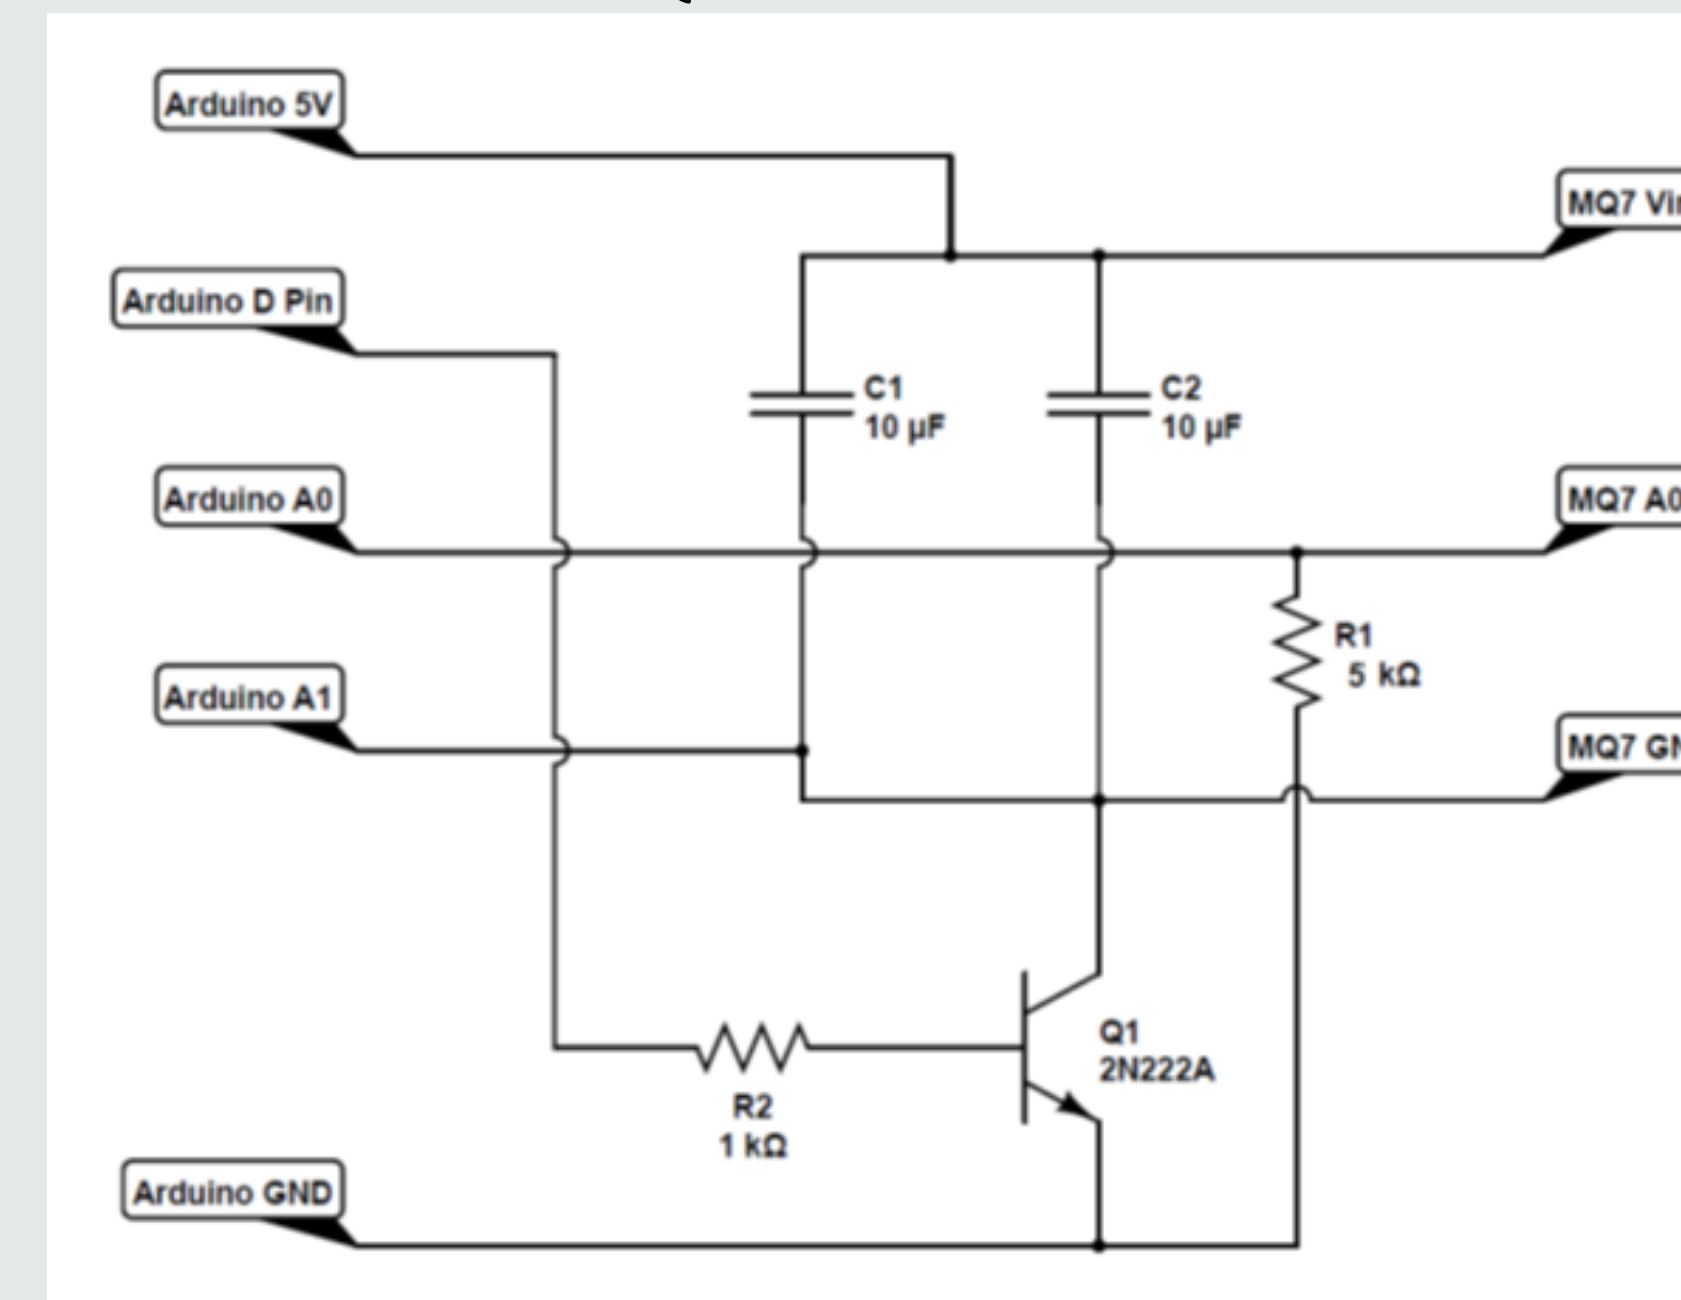 Arduino 5V
MQ7 Vi
Arduino D Pin
C1
10 µF
C2
10 µF
Arduino A0
MQ7 A0
R1
5 kΩ
Arduino A1
MQ7 G
Q1
2N222A
R2
1 kΩ
Arduino GND